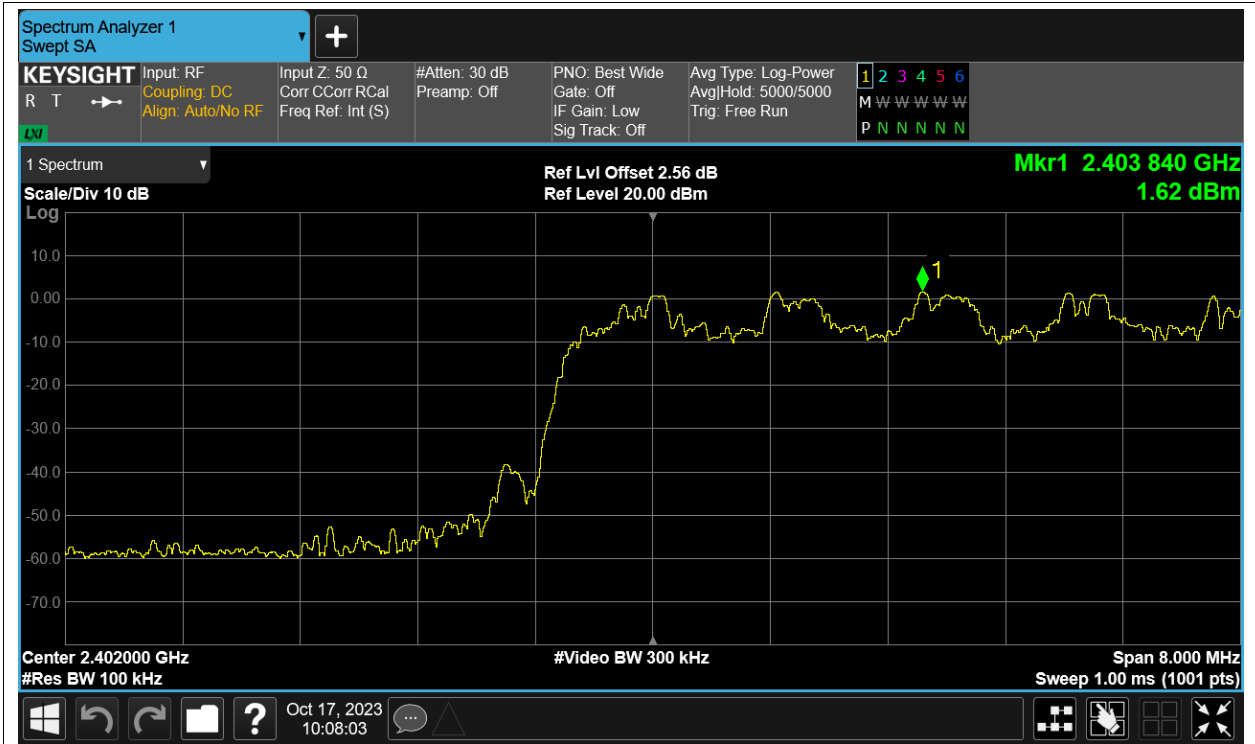 Spectrum Analyzer 1
Swept SA
KEYSIGHT
R T
LXI
Input: RF
Coupling: DC
Align: Auto/No RF
Input Z: 50 Ω
Corr CCorr RCal
Freq Ref: Int (S)
#Atten: 30 dB
Preamp: Off
PNO: Best Wide
Gate: Off
IF Gain: Low
Sig Track: Off
Avg Type: Log-Power
Avg|Hold: 5000/5000
Trig: Free Run
1 2 3 4 5 6
M W W W W W
P N N N N N
1 Spectrum
Scale/Div 10 dB
Log
Ref Lvl Offset 2.56 dB
Ref Level 20.00 dBm
Mkr1 2.403 840 GHz
1.62 dBm
10.0
0.00
-10.0
-20.0
-30.0
-40.0
-50.0
-60.0
-70.0
1
Center 2.402000 GHz
#Res BW 100 kHz
#Video BW 300 kHz
Span 8.000 MHz
Sweep 1.00 ms (1001 pts)
?
Oct 17, 2023
10:08:03